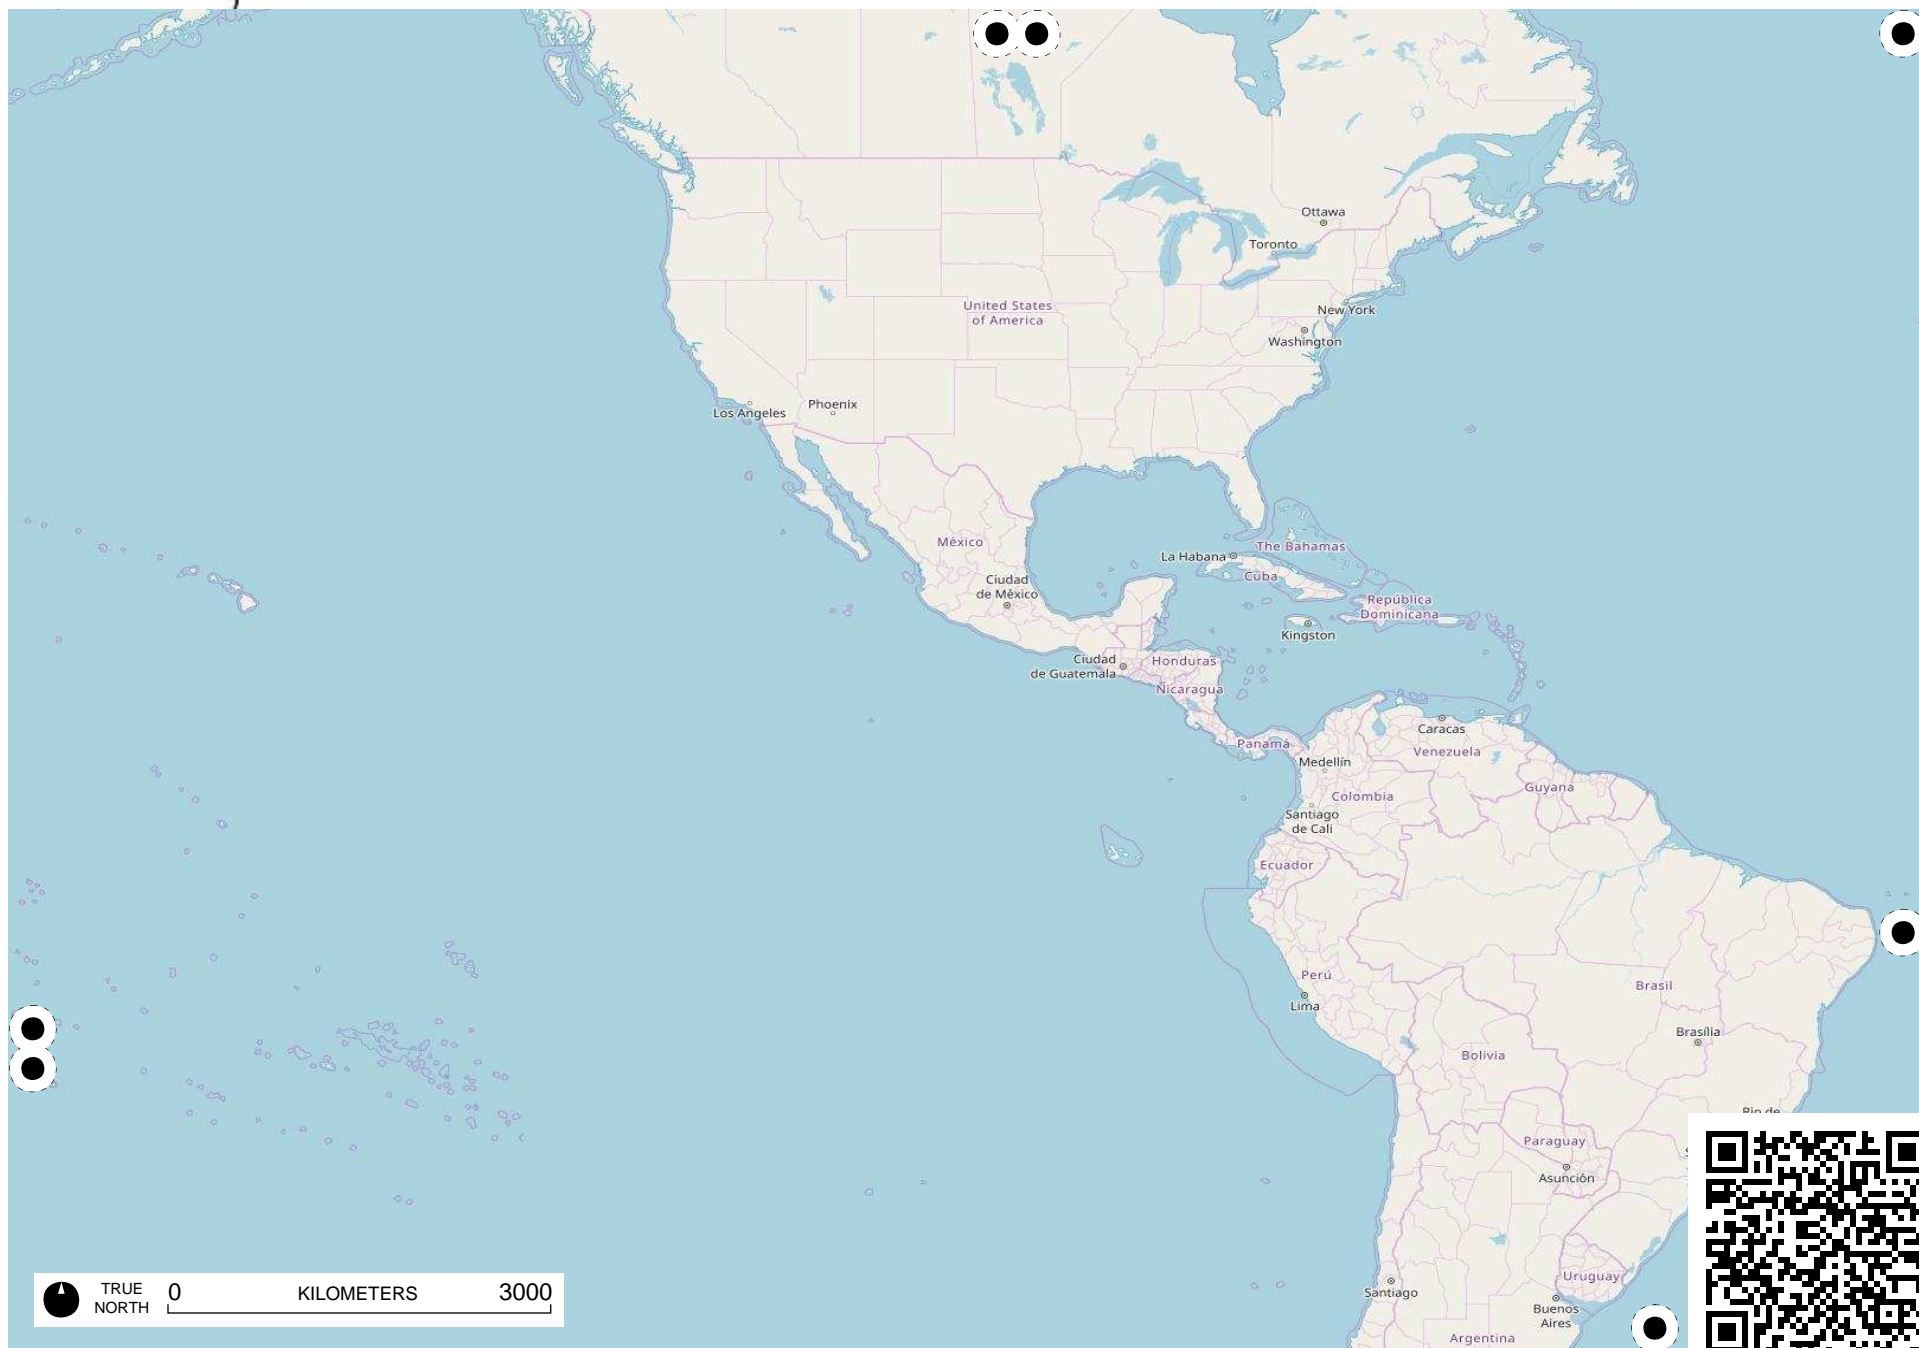 Ottawa
Toronto
New York
Washington
United States
of America
Los Angeles
Phoenix
México
Ciudad
de México
La Habana
The Bahamas
Cuba
República
Dominicana
Kingston
Ciudad
de Guatemala
Honduras
Nicaragua
Panamá
Caracas
Venezuela
Medellín
Guyana
Colombia
Santiago
de Cali
Ecuador
Perú
Lima
Brasil
Brasília
Bolivia
Rio de
Paraguay
Asunción
Uruguay
Santiago
Buenos
Aires
Argentina
TRUE
NORTH
0 KILOMETERS 3000